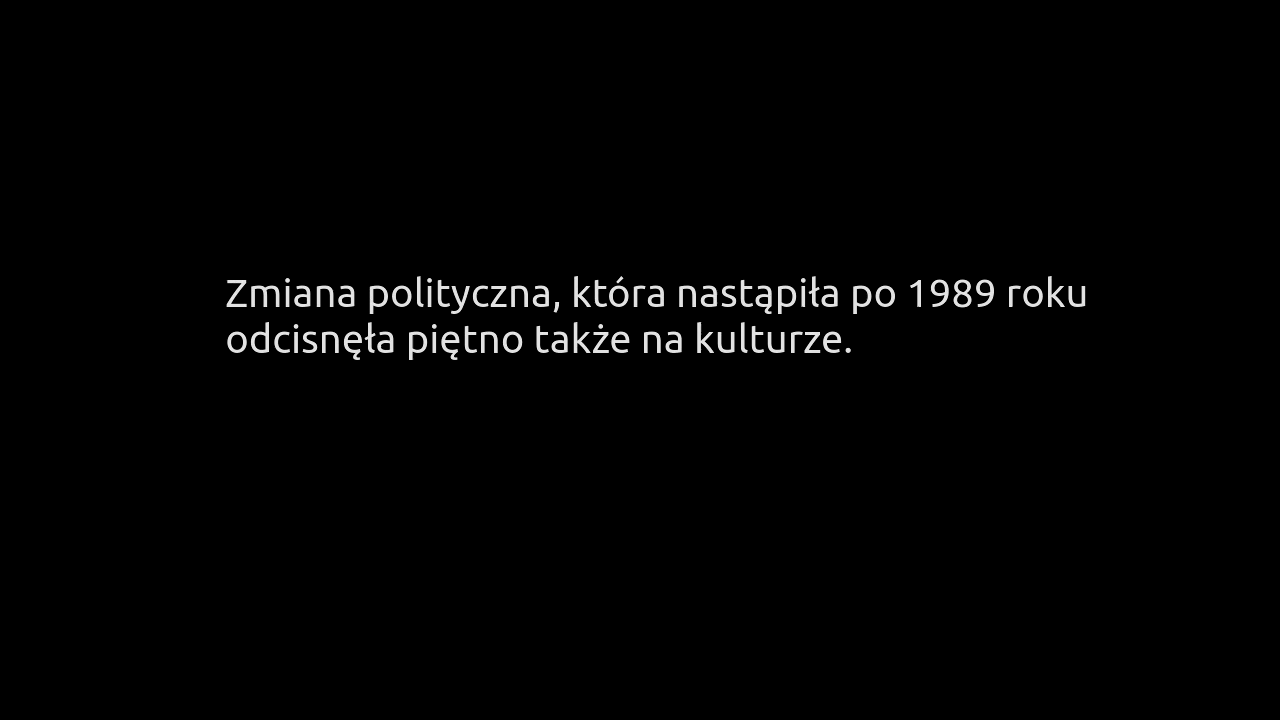 Zmiana polityczna, która nastąpiła po 1989 roku
odcisnęła piętno także na kulturze.